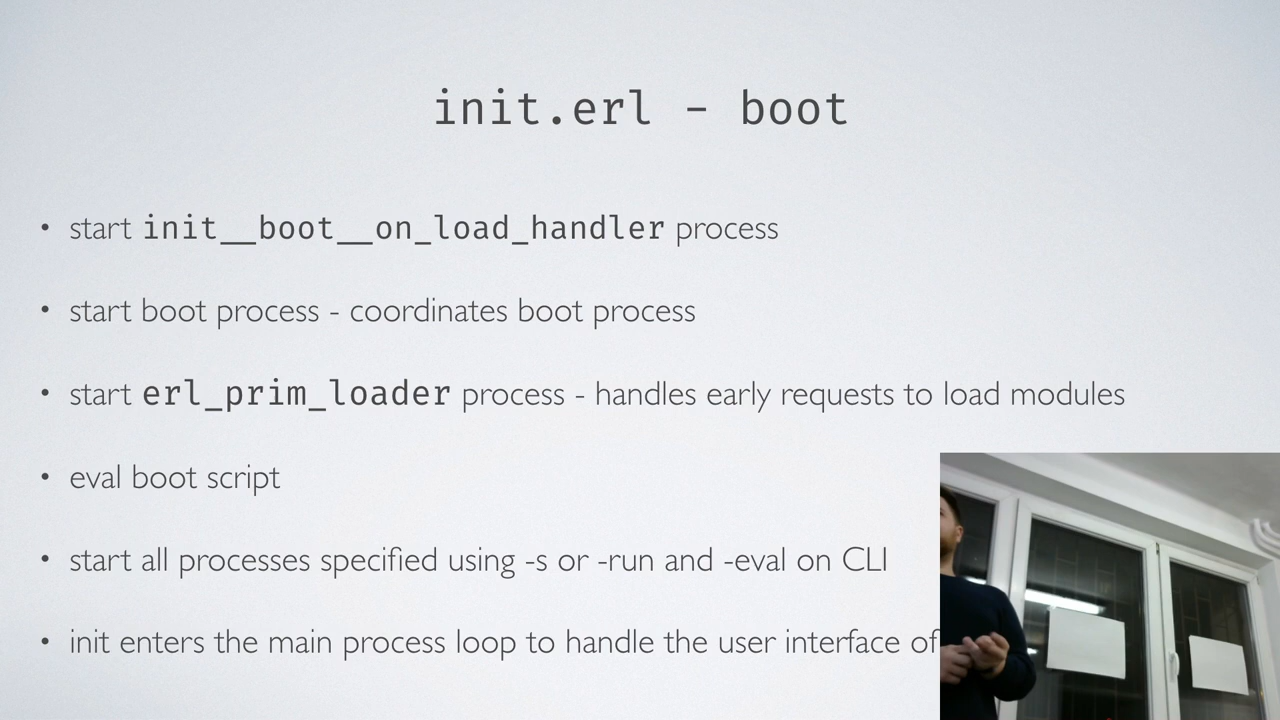 init.erl - boot
• start init__boot__on_load_handler process
• start boot process - coordinates boot process
• start erl_prim_loader process - handles early requests to load modules
• eval boot script
• start all processes specified using -s or -run and -eval on CLI
• init enters the main process loop to handle the user interface of